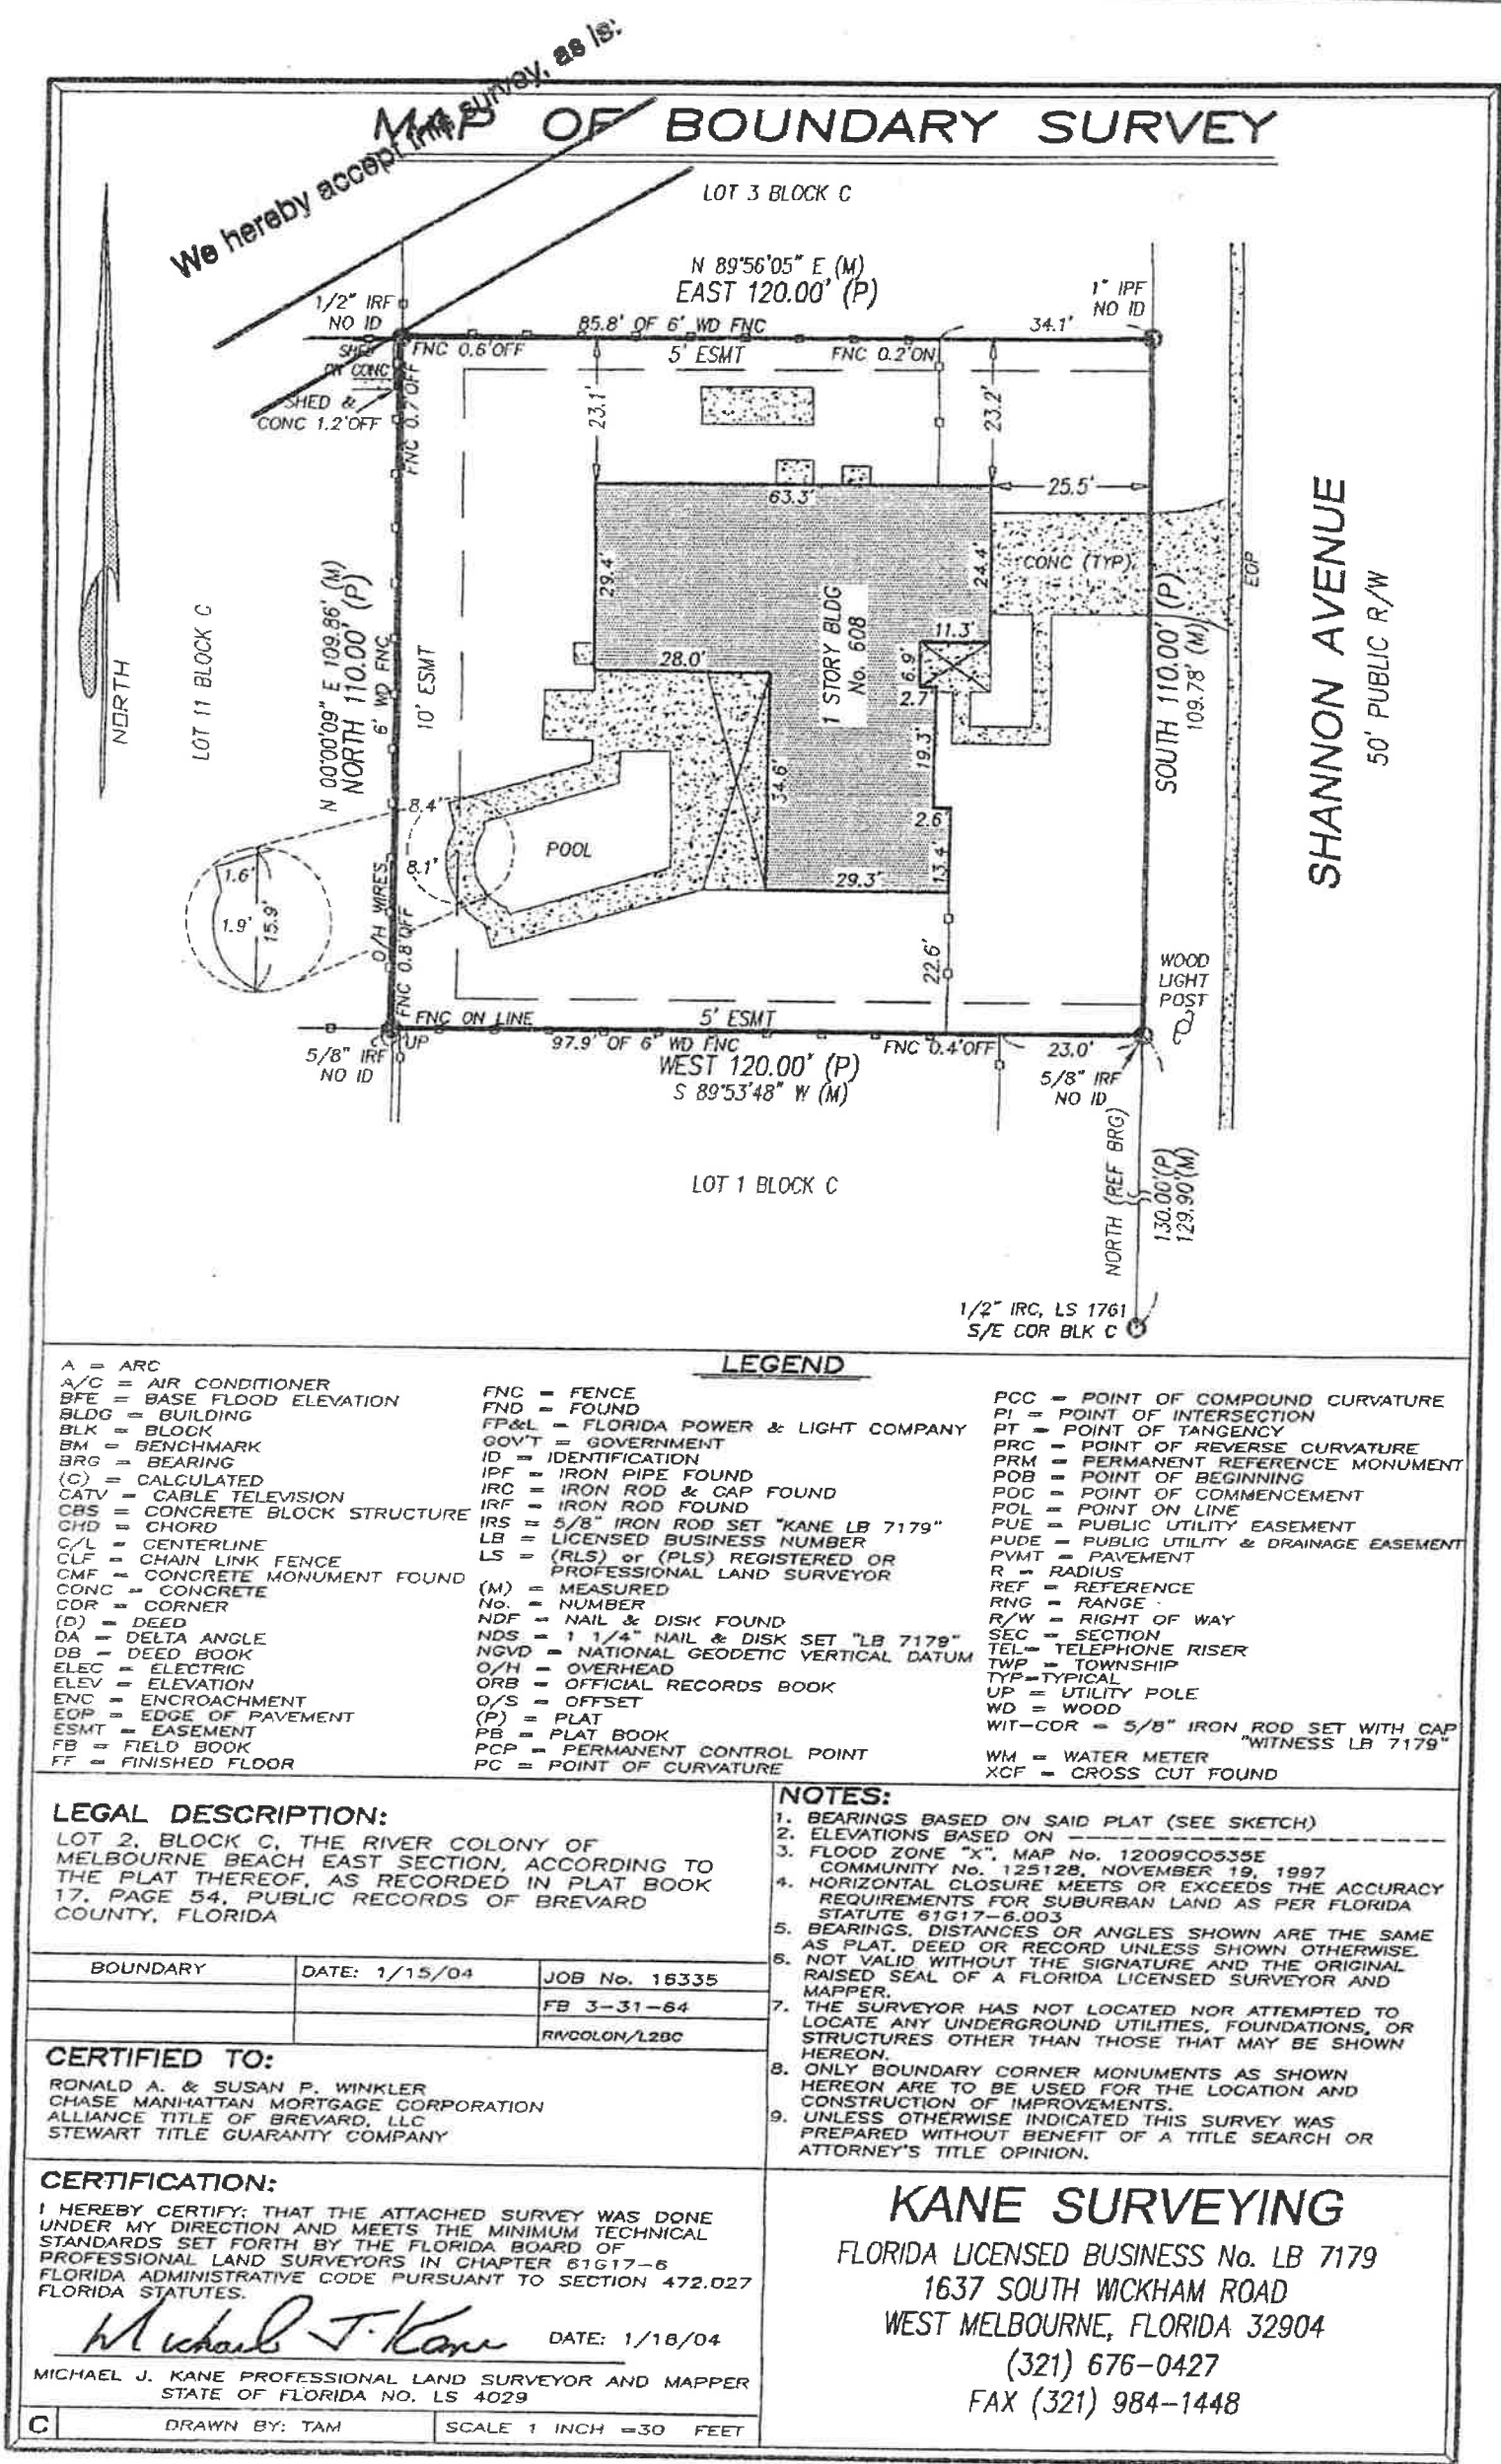 We hereby accept this survey, as is:
MAP OF BOUNDARY SURVEY
LOT 3 BLOCK C
N 89°56'05" E (M)
EAST 120.00' (P)
1/2" IRF
NO ID
1" IPF
NO ID
85.8' OF 6' WD FNC
34.1'
SHED
ON CONC
FNC 0.6'OFF
5' ESMT
FNC 0.2'ON
SHED &
CONC 1.2'OFF
FNC 0.7'OFF
23.1'
23.2'
63.3'
25.5'
CONC (TYP)
EOP
SHANNON AVENUE
50' PUBLIC R/W
NORTH
LOT 11 BLOCK C
N 00°00'09" E 109.86' (M)
NORTH 110.00' (P)
6' WD FNC
10' ESMT
29.4'
24.4'
1 STORY BLDG
No. 608
11.3'
6.9'
2.7'
28.0'
19.3'
34.6'
SOUTH 110.00' (P)
109.78' (M)
8.4'
8.1'
POOL
2.6'
13.4'
29.3'
1.6'
1.9'
15.9'
O/H WIRES
FNC 0.8'OFF
22.6'
WOOD
LIGHT
POST
FNC ON LINE
5' ESMT
UP
5/8" IRF
NO ID
97.9' OF 6' WD FNC
FNC 0.4'OFF
23.0'
WEST 120.00' (P)
S 89°53'48" W (M)
5/8" IRF
NO ID
LOT 1 BLOCK C
NORTH (REF BRG)
130.00'(P)
129.90'(M)
1/2" IRC, LS 1761
S/E COR BLK C
LEGEND
A = ARC
A/C = AIR CONDITIONER
BFE = BASE FLOOD ELEVATION
BLDG = BUILDING
BLK = BLOCK
BM = BENCHMARK
BRG = BEARING
(C) = CALCULATED
CATV = CABLE TELEVISION
CBS = CONCRETE BLOCK STRUCTURE
CHD = CHORD
C/L = CENTERLINE
CLF = CHAIN LINK FENCE
CMF = CONCRETE MONUMENT FOUND
CONC = CONCRETE
COR = CORNER
(D) = DEED
DA = DELTA ANGLE
DB = DEED BOOK
ELEC = ELECTRIC
ELEV = ELEVATION
ENC = ENCROACHMENT
EOP = EDGE OF PAVEMENT
ESMT = EASEMENT
FB = FIELD BOOK
FF = FINISHED FLOOR
FNC = FENCE
FND = FOUND
FP&L = FLORIDA POWER & LIGHT COMPANY
GOV'T = GOVERNMENT
ID = IDENTIFICATION
IPF = IRON PIPE FOUND
IRC = IRON ROD & CAP FOUND
IRF = IRON ROD FOUND
IRS = 5/8" IRON ROD SET "KANE LB 7179"
LB = LICENSED BUSINESS NUMBER
LS = (RLS) or (PLS) REGISTERED OR
PROFESSIONAL LAND SURVEYOR
(M) = MEASURED
No. = NUMBER
NDF = NAIL & DISK FOUND
NDS = 1 1/4" NAIL & DISK SET "LB 7179"
NGVD = NATIONAL GEODETIC VERTICAL DATUM
O/H = OVERHEAD
ORB = OFFICIAL RECORDS BOOK
O/S = OFFSET
(P) = PLAT
PB = PLAT BOOK
PCP = PERMANENT CONTROL POINT
PC = POINT OF CURVATURE
PCC = POINT OF COMPOUND CURVATURE
PI = POINT OF INTERSECTION
PT = POINT OF TANGENCY
PRC = POINT OF REVERSE CURVATURE
PRM = PERMANENT REFERENCE MONUMENT
POB = POINT OF BEGINNING
POC = POINT OF COMMENCEMENT
POL = POINT ON LINE
PUE = PUBLIC UTILITY EASEMENT
PUDE = PUBLIC UTILITY & DRAINAGE EASEMENT
PVMT = PAVEMENT
R = RADIUS
REF = REFERENCE
RNG = RANGE
R/W = RIGHT OF WAY
SEC = SECTION
TEL= TELEPHONE RISER
TWP = TOWNSHIP
TYP=TYPICAL
UP = UTILITY POLE
WD = WOOD
WIT-COR = 5/8" IRON ROD SET WITH CAP
"WITNESS LB 7179"
WM = WATER METER
XCF = CROSS CUT FOUND
LEGAL DESCRIPTION:
LOT 2, BLOCK C, THE RIVER COLONY OF
MELBOURNE BEACH EAST SECTION, ACCORDING TO
THE PLAT THEREOF, AS RECORDED IN PLAT BOOK
17, PAGE 54, PUBLIC RECORDS OF BREVARD
COUNTY, FLORIDA
BOUNDARY
DATE: 1/15/04
JOB No. 16335
FB 3-31-64
RIVCOLON/L2BC
CERTIFIED TO:
RONALD A. & SUSAN P. WINKLER
CHASE MANHATTAN MORTGAGE CORPORATION
ALLIANCE TITLE OF BREVARD, LLC
STEWART TITLE GUARANTY COMPANY
NOTES:
1. BEARINGS BASED ON SAID PLAT (SEE SKETCH)
2. ELEVATIONS BASED ON --------------------
3. FLOOD ZONE "X", MAP No. 12009C0535E
COMMUNITY No. 125128, NOVEMBER 19, 1997
4. HORIZONTAL CLOSURE MEETS OR EXCEEDS THE ACCURACY
REQUIREMENTS FOR SUBURBAN LAND AS PER FLORIDA
STATUTE 61G17-6.003
5. BEARINGS, DISTANCES OR ANGLES SHOWN ARE THE SAME
AS PLAT, DEED OR RECORD UNLESS SHOWN OTHERWISE.
6. NOT VALID WITHOUT THE SIGNATURE AND THE ORIGINAL
RAISED SEAL OF A FLORIDA LICENSED SURVEYOR AND
MAPPER.
7. THE SURVEYOR HAS NOT LOCATED NOR ATTEMPTED TO
LOCATE ANY UNDERGROUND UTILITIES, FOUNDATIONS, OR
STRUCTURES OTHER THAN THOSE THAT MAY BE SHOWN
HEREON.
8. ONLY BOUNDARY CORNER MONUMENTS AS SHOWN
HEREON ARE TO BE USED FOR THE LOCATION AND
CONSTRUCTION OF IMPROVEMENTS.
9. UNLESS OTHERWISE INDICATED THIS SURVEY WAS
PREPARED WITHOUT BENEFIT OF A TITLE SEARCH OR
ATTORNEY'S TITLE OPINION.
CERTIFICATION:
I HEREBY CERTIFY: THAT THE ATTACHED SURVEY WAS DONE
UNDER MY DIRECTION AND MEETS THE MINIMUM TECHNICAL
STANDARDS SET FORTH BY THE FLORIDA BOARD OF
PROFESSIONAL LAND SURVEYORS IN CHAPTER 61G17-6
FLORIDA ADMINISTRATIVE CODE PURSUANT TO SECTION 472.027
FLORIDA STATUTES.
Michael J. Kane
DATE: 1/16/04
MICHAEL J. KANE PROFESSIONAL LAND SURVEYOR AND MAPPER
STATE OF FLORIDA NO. LS 4029
C
DRAWN BY: TAM
SCALE 1 INCH =30 FEET
KANE SURVEYING
FLORIDA LICENSED BUSINESS No. LB 7179
1637 SOUTH WICKHAM ROAD
WEST MELBOURNE, FLORIDA 32904
(321) 676-0427
FAX (321) 984-1448